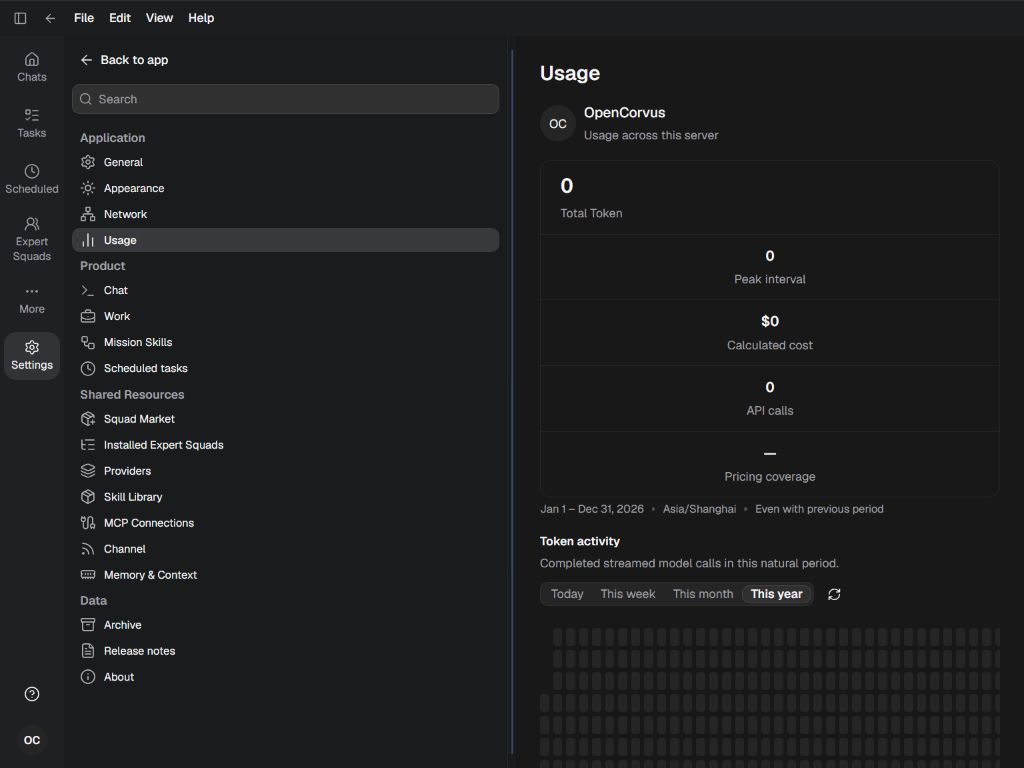 File Edit View Help
Chats
Tasks
Scheduled
Expert
Squads
More
Settings
OC
Back to app
Search
Application
General
Appearance
Network
Usage
Product
Chat
Work
Mission Skills
Scheduled tasks
Shared Resources
Squad Market
Installed Expert Squads
Providers
Skill Library
MCP Connections
Channel
Memory & Context
Data
Archive
Release notes
About
Usage
OC
OpenCorvus
Usage across this server
0
Total Token
0
Peak interval
$0
Calculated cost
0
API calls
—
Pricing coverage
Jan 1 – Dec 31, 2026 • Asia/Shanghai • Even with previous period
Token activity
Completed streamed model calls in this natural period.
Today This week This month This year